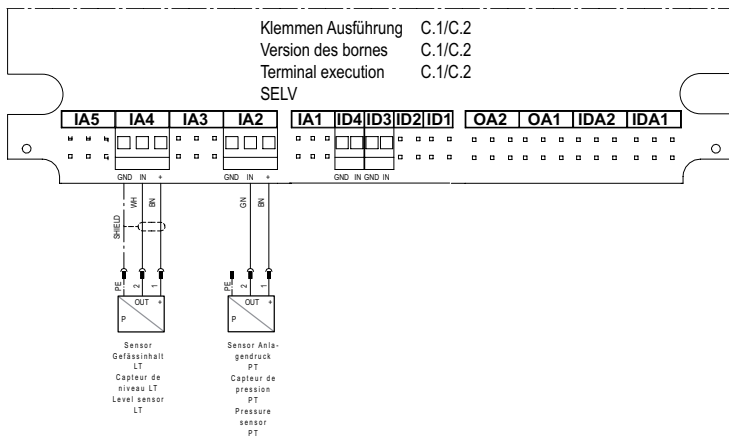 Klemmen Ausführung C.1/C.2
Version des bornes C.1/C.2
Terminal execution C.1/C.2
SELV
IA5 IA4 IA3 IA2 IA1 ID4 ID3 ID2 ID1 OA2 OA1 IDA2 IDA1
GND IN + GND IN + GND IN GND IN
SHIELD WH BN GN BN
PE 2 1 PE 2 1
OUT + OUT +
P P
Sensor
Gefässinhalt
LT
Capteur de
niveau LT
Level sensor
LT
Sensor Anla-
gendruck
PT
Capteur de
pression
PT
Pressure
sensor
PT